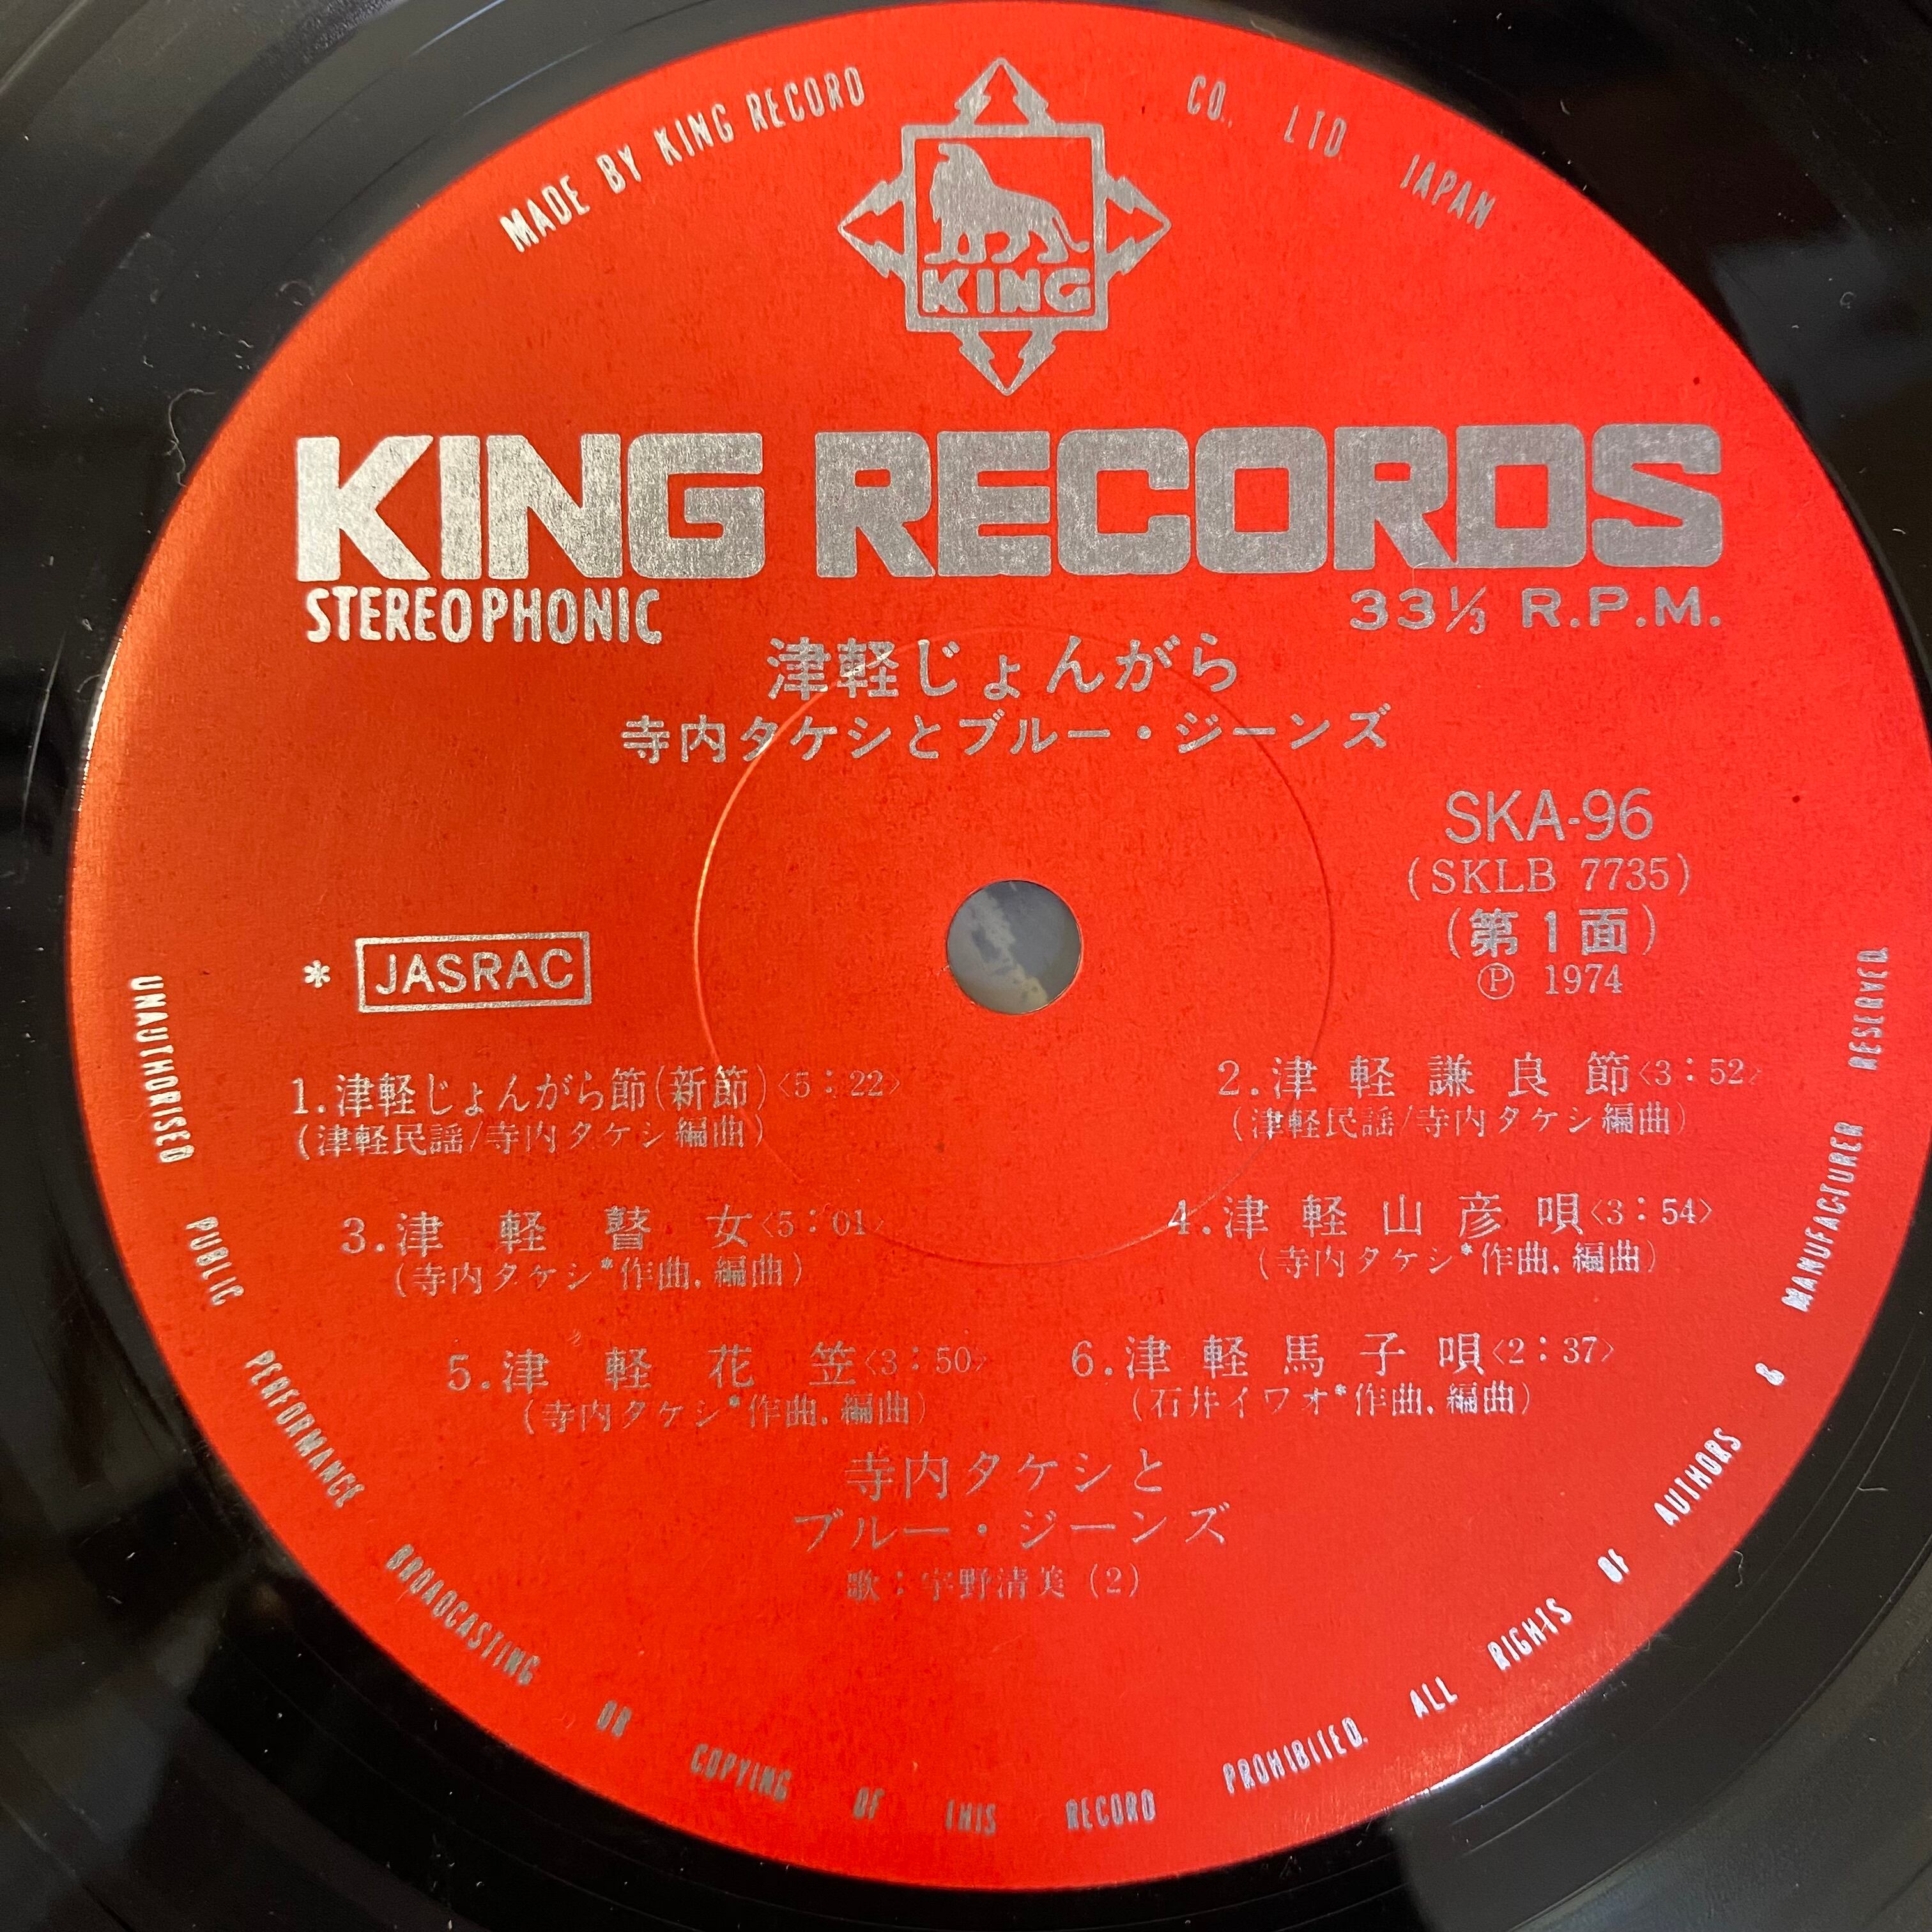 MADE BY KING RECORD CO., LTD. JAPAN
KING
KING RECORDS
STEREOPHONIC
33⅓ R.P.M.
津軽じょんがら
寺内タケシとブルー・ジーンズ
SKA-96
(SKLB 7735)
(第1面)
Ⓟ 1974
* JASRAC
1.津軽じょんがら節(新節)<5:22>
(津軽民謡/寺内タケシ編曲)
2.津軽謙良節<3:52>
(津軽民謡/寺内タケシ編曲)
3.津軽瞽女<5:01>
(寺内タケシ*作曲,編曲)
4.津軽山彦唄<3:54>
(寺内タケシ*作曲,編曲)
5.津軽花笠<3:50>
(寺内タケシ*作曲,編曲)
6.津軽馬子唄<2:37>
(石井イワオ*作曲,編曲)
寺内タケシと
ブルー・ジーンズ
歌:宇野清美(2)
UNAUTHORISED PUBLIC PERFORMANCE BROADCASTING OR COPYING OF THIS RECORD PROHIBITED. ALL RIGHTS OF AUTHORS & MANUFACTURER RESERVED